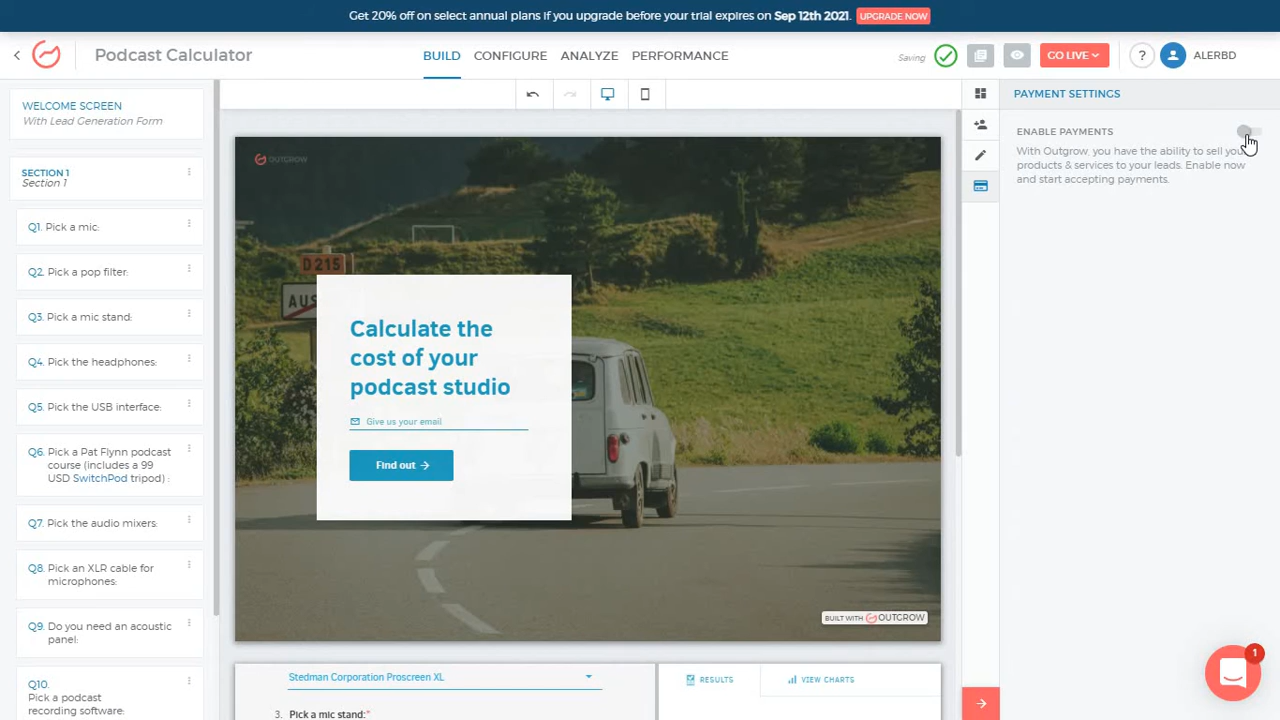 Get 20% off on select annual plans if you upgrade before your trial expires on Sep 12th 2021. UPGRADE NOW
Podcast Calculator
BUILD CONFIGURE ANALYZE PERFORMANCE
Saving
GO LIVE
?
ALERBD
WELCOME SCREEN
With Lead Generation Form
SECTION 1
Section 1
Q1. Pick a mic:
Q2. Pick a pop filter:
Q3. Pick a mic stand:
Q4. Pick the headphones:
Q5. Pick the USB interface:
Q6. Pick a Pat Flynn podcast
course (includes a 99
USD SwitchPod tripod) :
Q7. Pick the audio mixers:
Q8. Pick an XLR cable for
microphones:
Q9. Do you need an acoustic
panel:
Q10.
Pick a podcast
recording software:
OUTGROW
D 215
AUS
Calculate the
cost of your
podcast studio
Give us your email
Find out
BUILT WITH OUTGROW
Stedman Corporation Proscreen XL
3. Pick a mic stand:*
RESULTS
VIEW CHARTS
PAYMENT SETTINGS
ENABLE PAYMENTS
With Outgrow, you have the ability to sell your
products & services to your leads. Enable now
and start accepting payments.
1